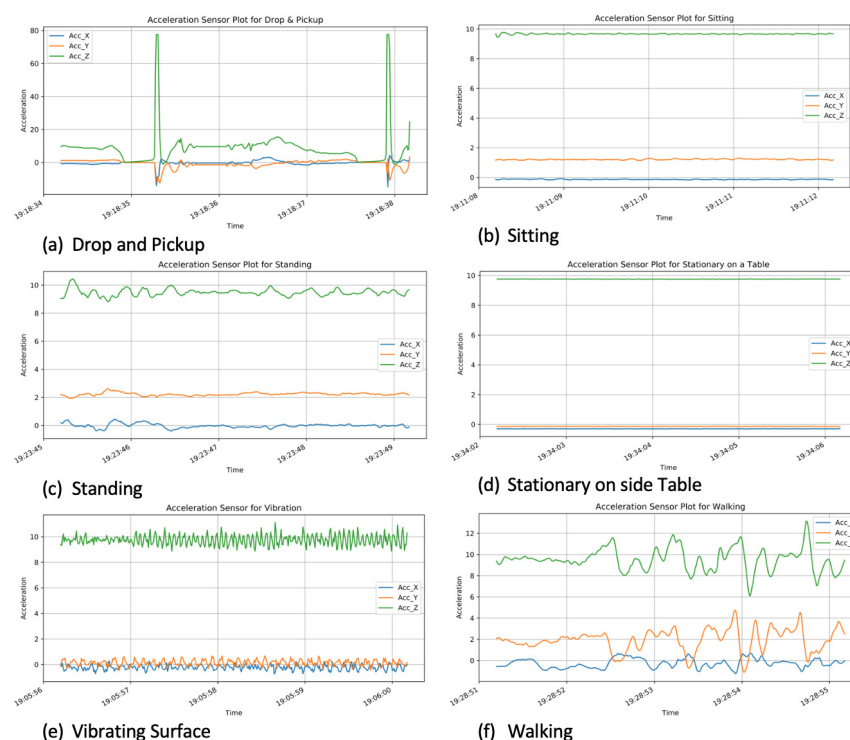 Acceleration Sensor Plot for Drop & Pickup
80
60
40
20
0
Acceleration
Acc_X
Acc_Y
Acc_Z
19:18:34
19:18:35
19:18:36
19:18:37
19:18:38
Time
(a) Drop and Pickup
Acceleration Sensor Plot for Sitting
10
8
6
4
2
0
Acceleration
Acc_X
Acc_Y
Acc_Z
19:11:08
19:11:09
19:11:10
19:11:11
19:11:12
Time
(b) Sitting
Acceleration Sensor Plot for Standing
10
8
6
4
2
0
Acceleration
Acc_X
Acc_Y
Acc_Z
19:23:45
19:23:46
19:23:47
19:23:48
19:23:49
Time
(c) Standing
Acceleration Sensor Plot for Stationary on a Table
10
8
6
4
2
0
Acceleration
Acc_X
Acc_Y
Acc_Z
19:34:02
19:34:03
19:34:04
19:34:05
19:34:06
Time
(d) Stationary on side Table
Acceleration Sensor for Vibration
10
8
6
4
2
0
Acceleration
Acc_X
Acc_Y
Acc_Z
19:05:56
19:05:57
19:05:58
19:05:59
19:06:00
Time
(e) Vibrating Surface
Acceleration Sensor Plot for Walking
12
10
8
6
4
2
0
Acceleration
Acc_
Acc_
Acc_
19:28:51
19:28:52
19:28:53
19:28:54
19:28:55
Time
(f) Walking